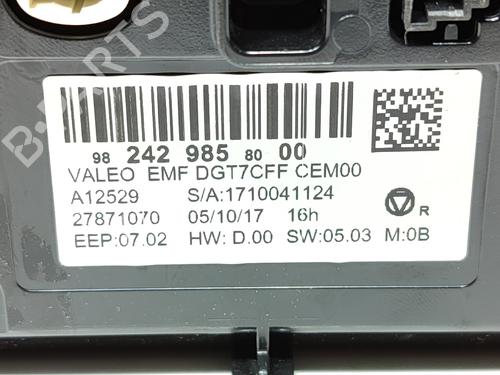 B-PARTS
98 242 985 80 00
VALEO EMF DGT7CFF CEM00
A12529 S/A:1710041124
27871070 05/10/17 16h
R
EEP:07.02 HW: D.00 SW:05.03 M:0B